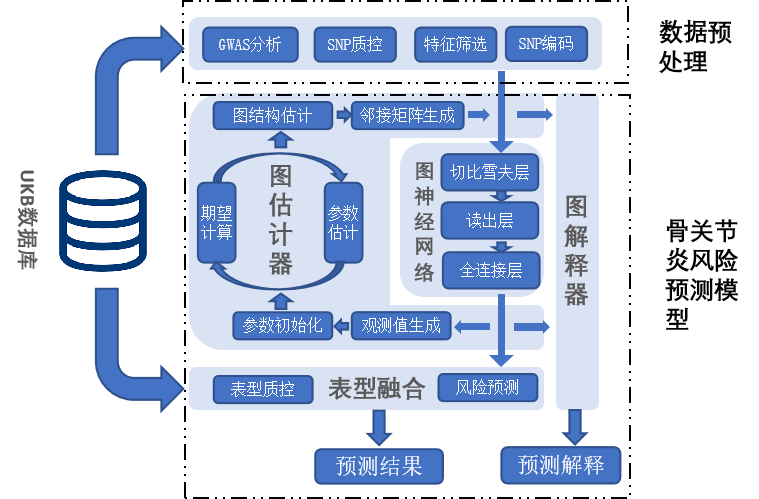 GWAS分析
SNP质控
特征筛选
SNP编码
数据预
处理
图结构估计
邻接矩阵生成
图估计器
期望
计算
参数
估计
图神经网络
切比雪夫层
读出层
全连接层
图解释器
参数初始化
观测值生成
UKB数据库
骨关节
炎风险
预测模
型
表型质控
表型融合
风险预测
预测结果
预测解释